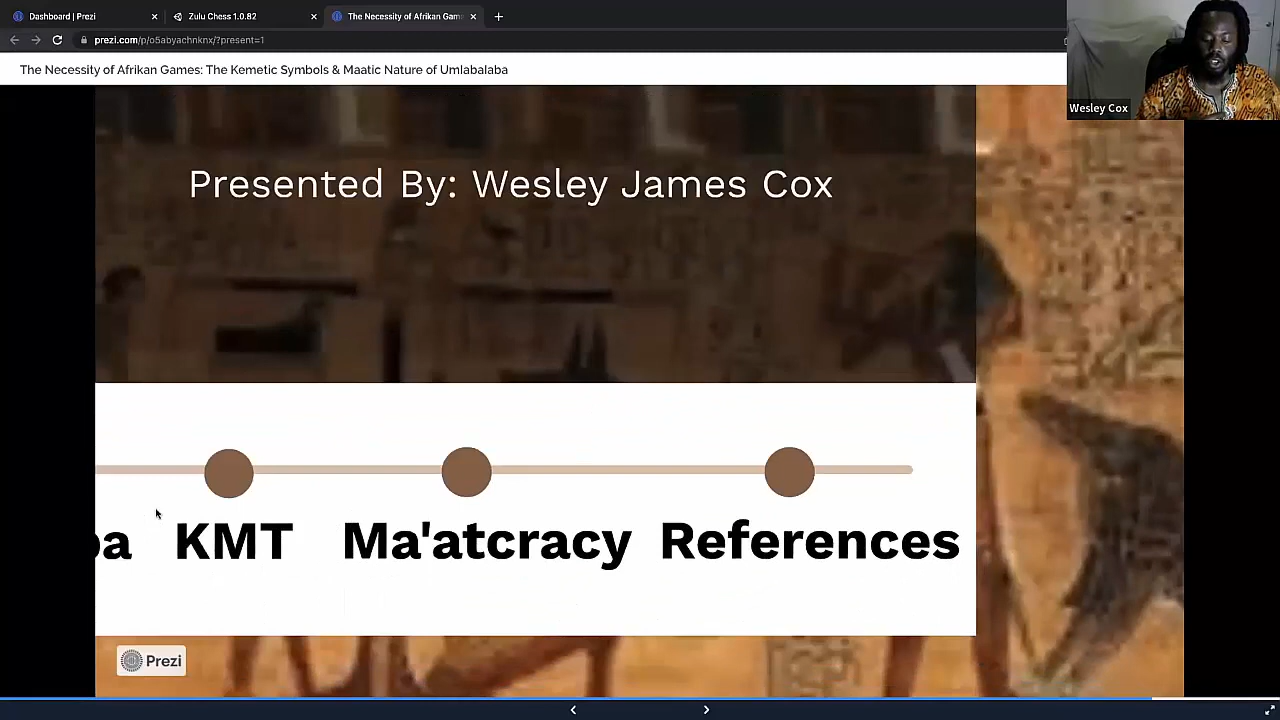 Dashboard | Prezi
Zulu Chess 1.0.82
The Necessity of Afrikan Gam
prezi.com/p/o5abyachnknx/?present=1
The Necessity of Afrikan Games: The Kemetic Symbols & Maatic Nature of Umlabalaba
Wesley Cox
Presented By: Wesley James Cox
ba KMT Ma'atcracy References
Prezi